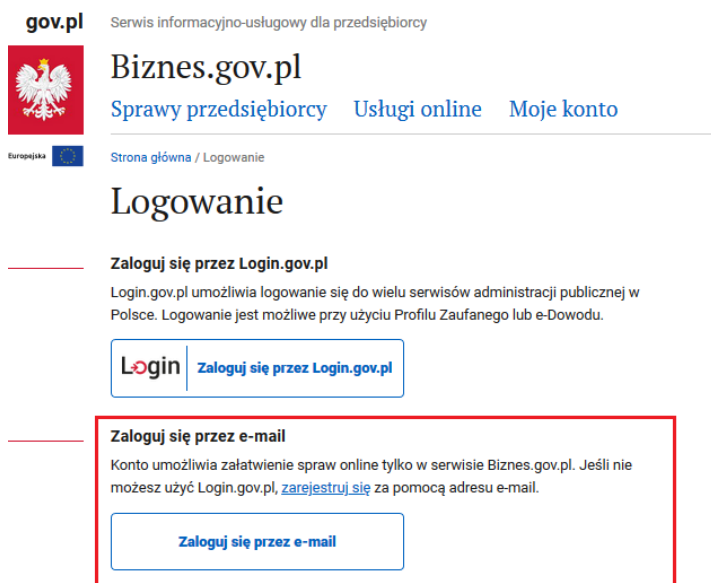 gov.pl Serwis informacyjno-usługowy dla przedsiębiorcy
Biznes.gov.pl
Sprawy przedsiębiorcy Usługi online Moje konto
Europejska
Strona główna / Logowanie
Logowanie
Zaloguj się przez Login.gov.pl
Login.gov.pl umożliwia logowanie się do wielu serwisów administracji publicznej w
Polsce. Logowanie jest możliwe przy użyciu Profilu Zaufanego lub e-Dowodu.
Login Zaloguj się przez Login.gov.pl
Zaloguj się przez e-mail
Konto umożliwia załatwienie spraw online tylko w serwisie Biznes.gov.pl. Jeśli nie
możesz użyć Login.gov.pl, zarejestruj się za pomocą adresu e-mail.
Zaloguj się przez e-mail